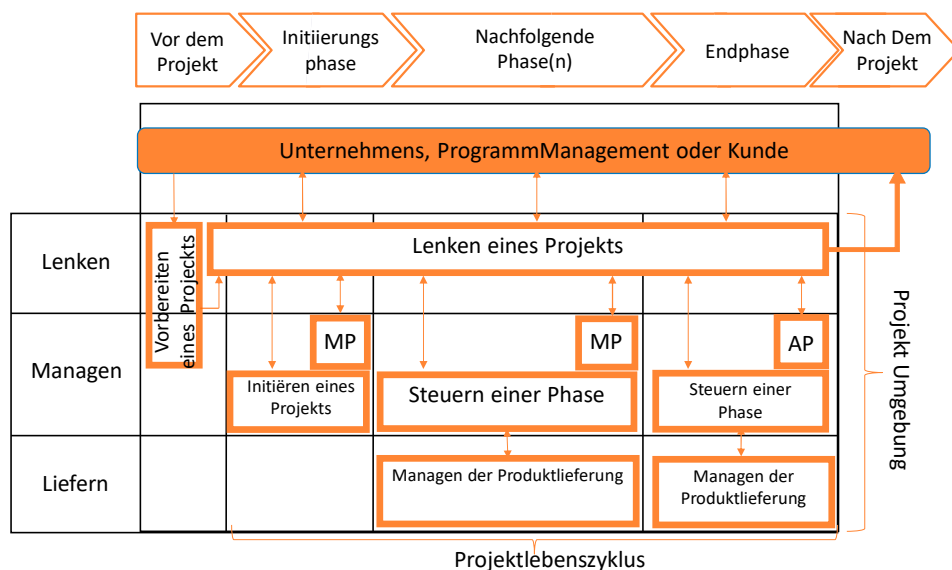 Vor dem
Projekt
Initiierungs
phase
Nachfolgende
Phase(n)
Endphase
Nach Dem
Projekt
Unternehmens, ProgrammManagement oder Kunde
Lenken
Vorbereiten
eines Projeckts
Lenken eines Projekts
Managen
MP
MP
AP
Initiëren eines
Projekts
Steuern einer Phase
Steuern einer
Phase
Liefern
Managen der Produktlieferung
Managen der
Produktlieferung
Projekt Umgebung
Projektlebenszyklus